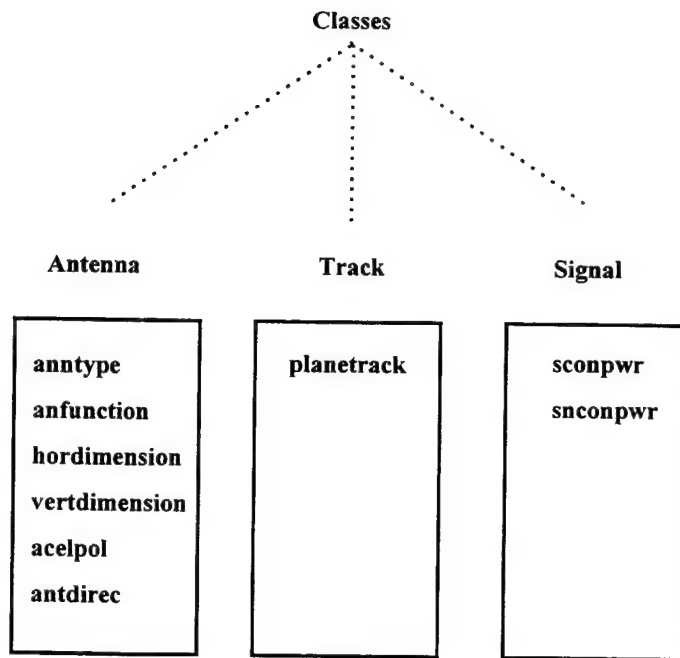 Classes
Antenna
Track
Signal
anntype
anfunction
hordimension
vertdimension
acelpol
antdirec
planetrack
sconpwr
snconpwr